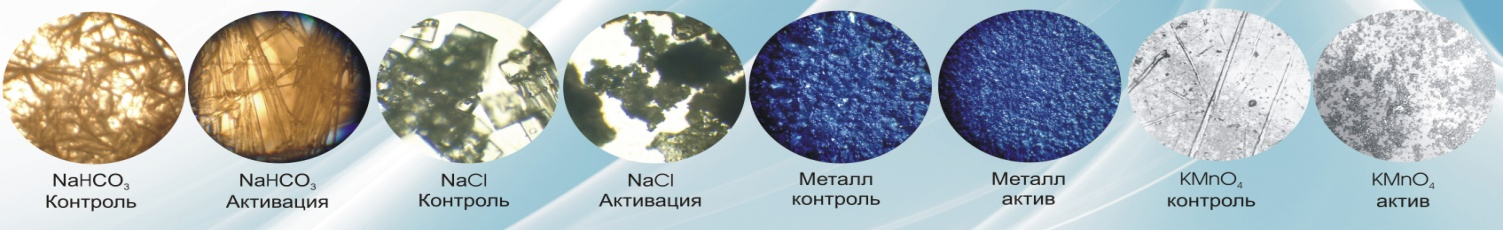 NaHCO₃
Контроль
NaHCO₃
Активация
NaCl
Контроль
NaCl
Активация
Металл
контроль
Металл
актив
KMnO₄
контроль
KMnO₄
актив